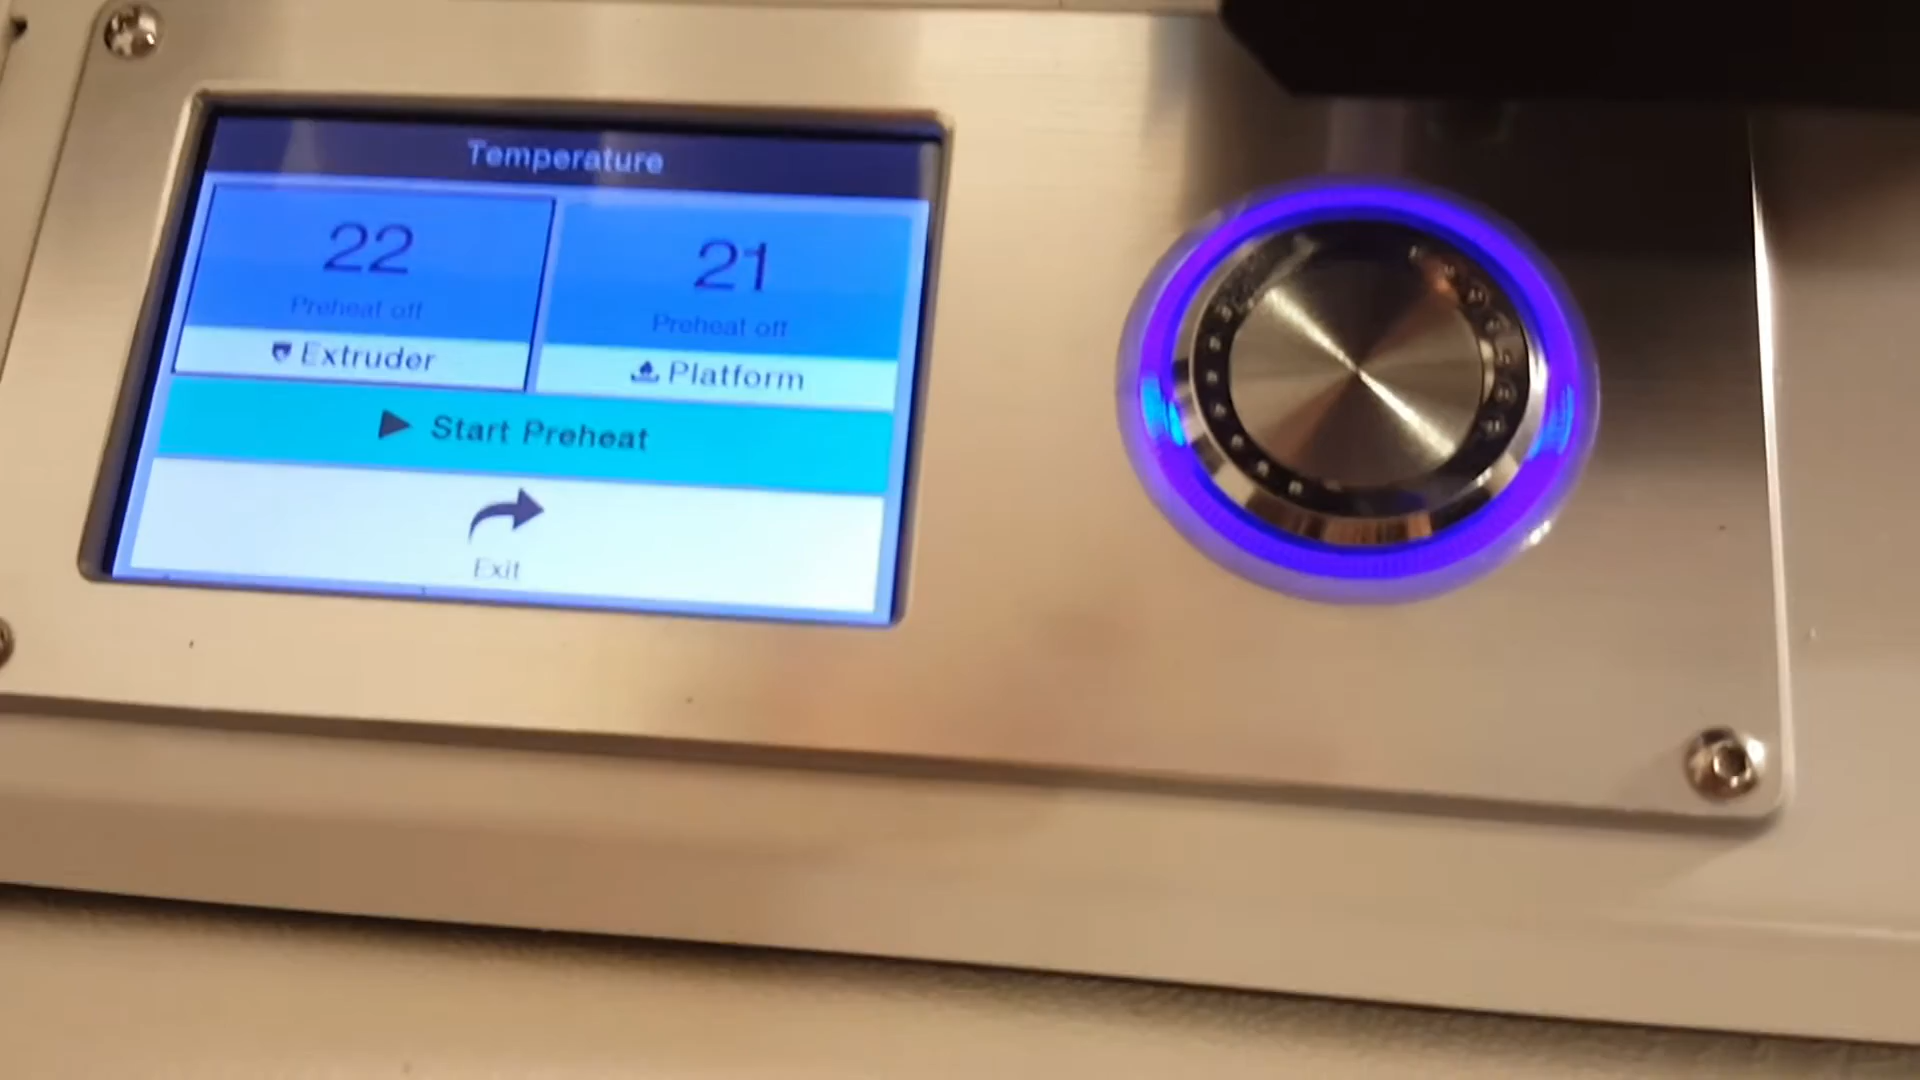 Temperature
22
21
Preheat off
Preheat off
Extruder
Platform
Start Preheat
Exit